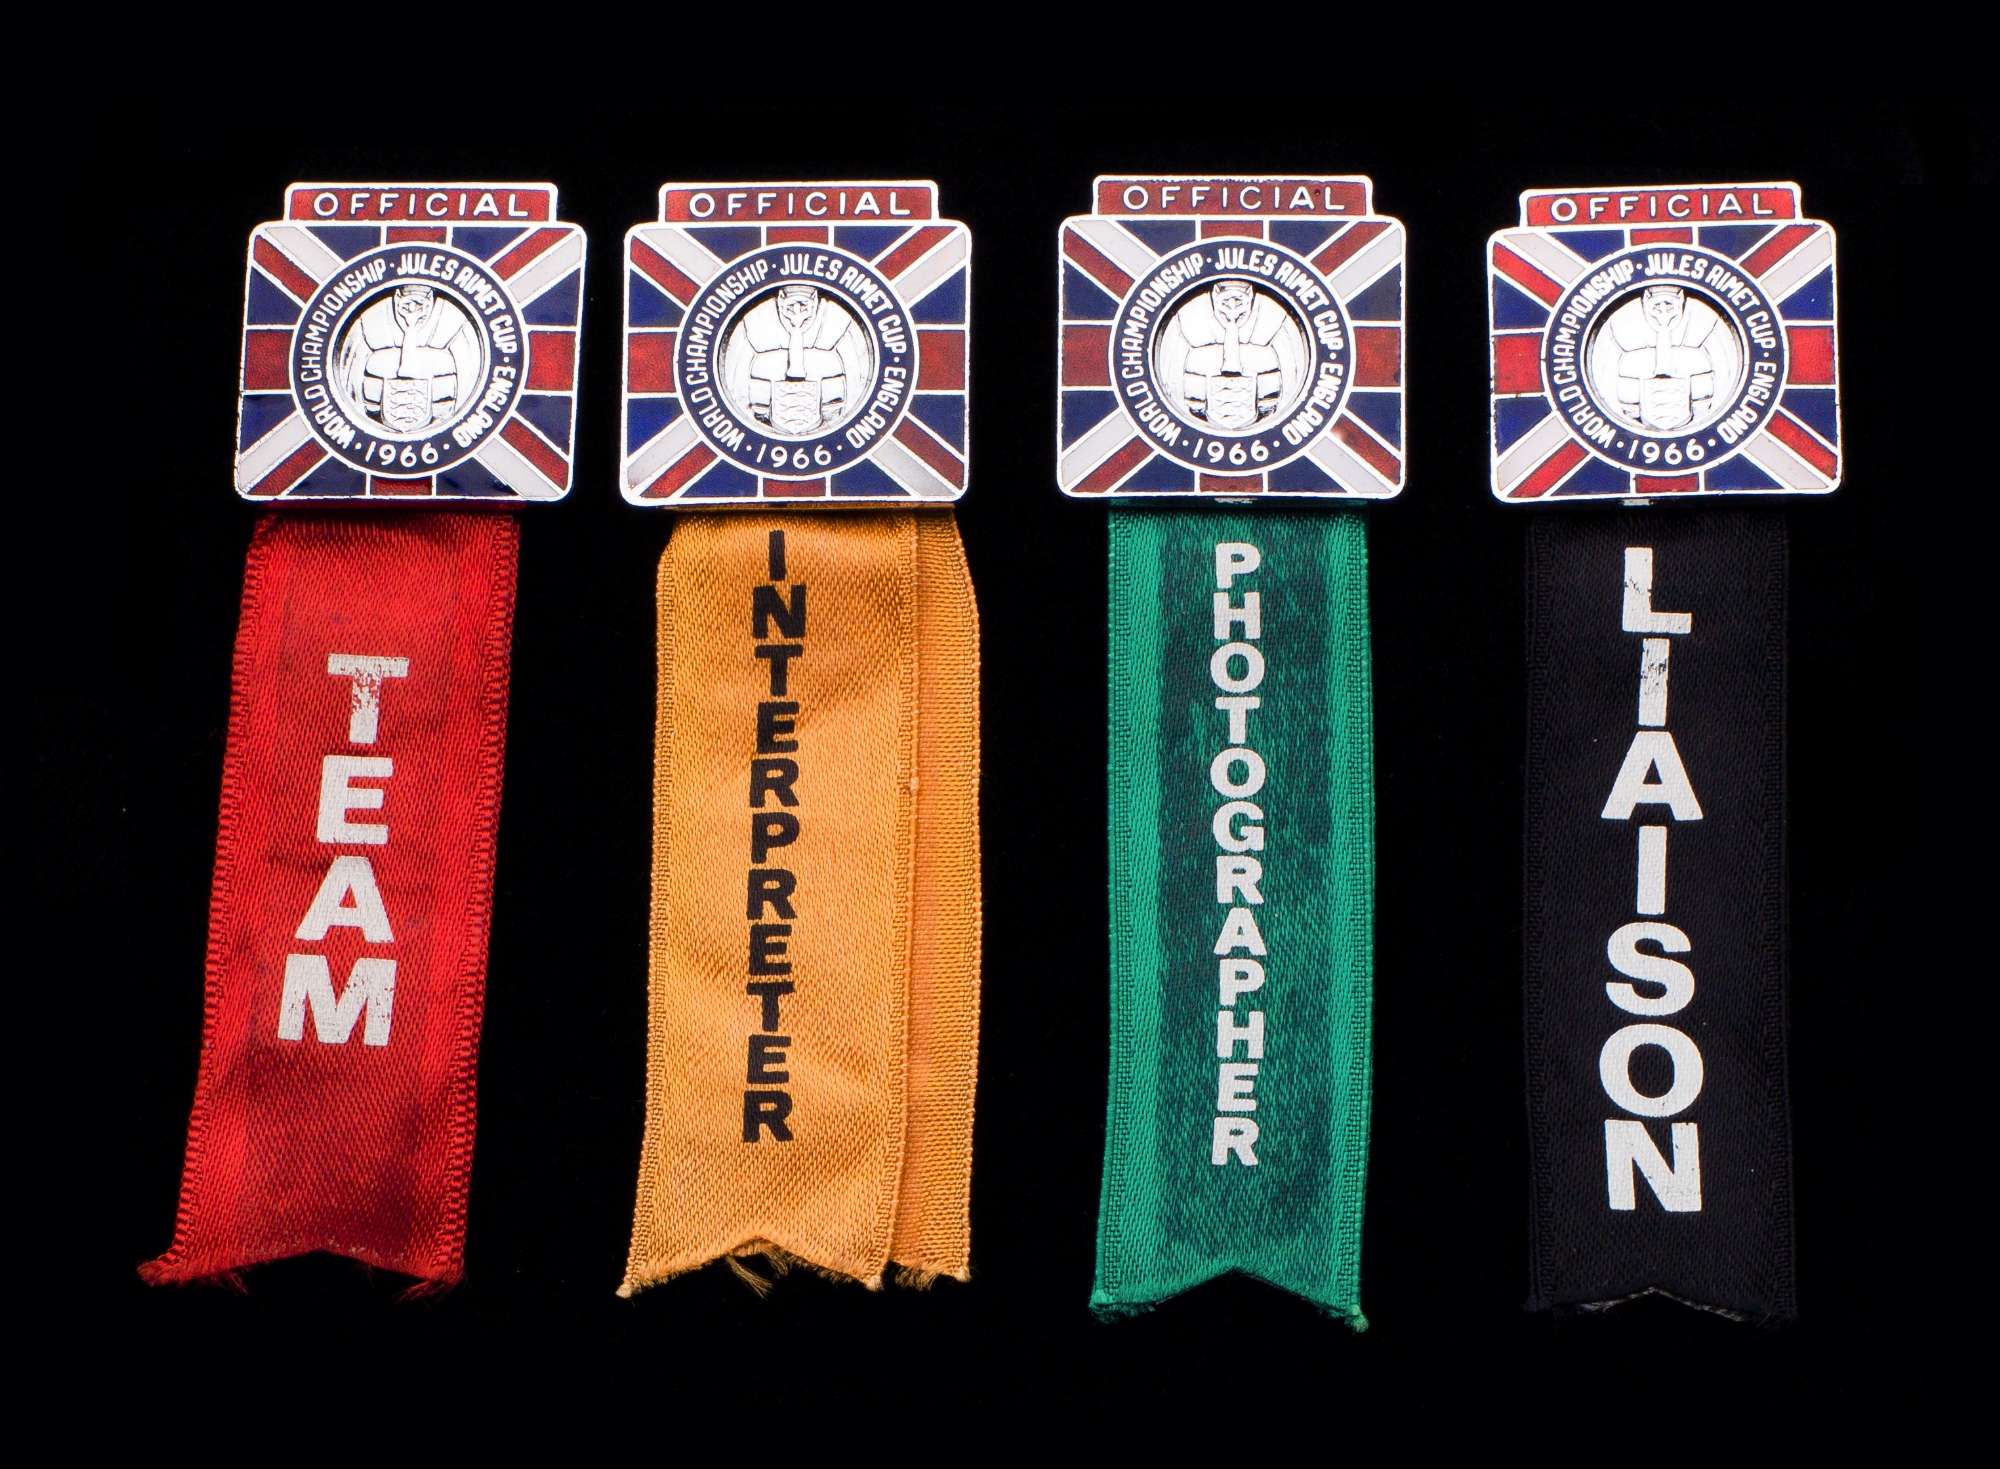 OFFICIAL
WORLD CHAMPIONSHIP · JULES RIMET CUP · ENGLAND · 1966 ·
TEAM
OFFICIAL
WORLD CHAMPIONSHIP · JULES RIMET CUP · ENGLAND · 1966 ·
INTERPRETER
OFFICIAL
WORLD CHAMPIONSHIP · JULES RIMET CUP · ENGLAND · 1966 ·
PHOTOGRAPHER
OFFICIAL
WORLD CHAMPIONSHIP · JULES RIMET CUP · ENGLAND · 1966 ·
LIAISON